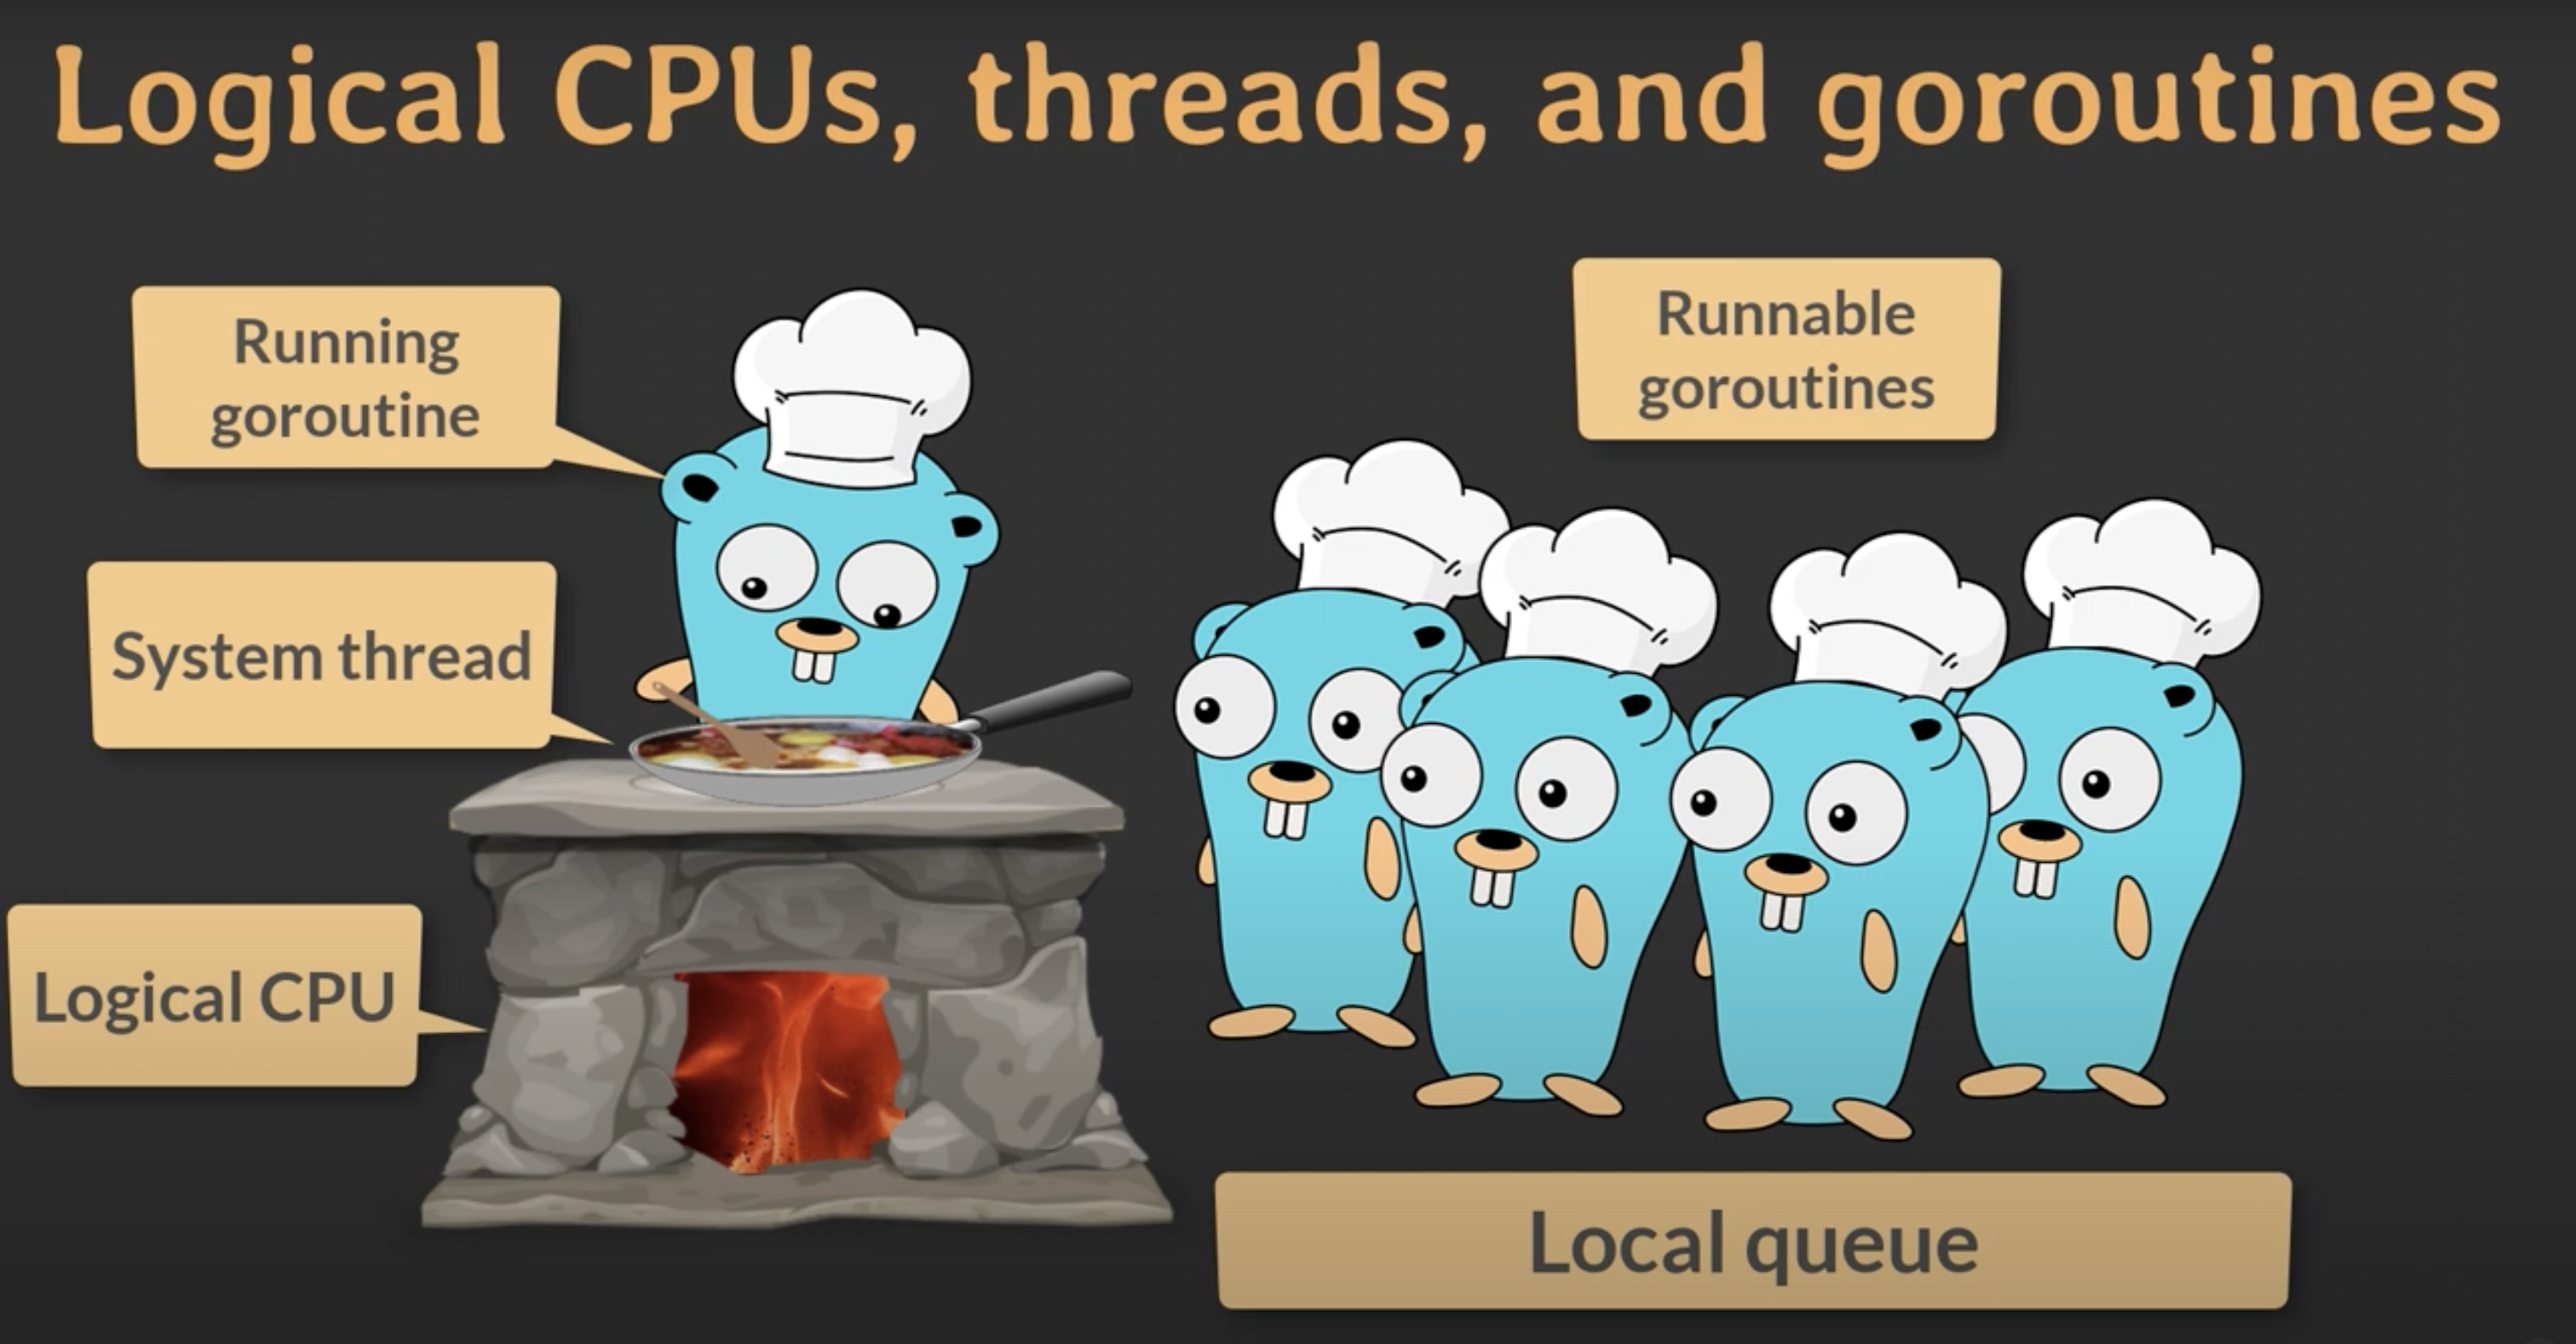 Logical CPUs, threads, and goroutines
Running
goroutine
System thread
Logical CPU
Runnable
goroutines
Local queue